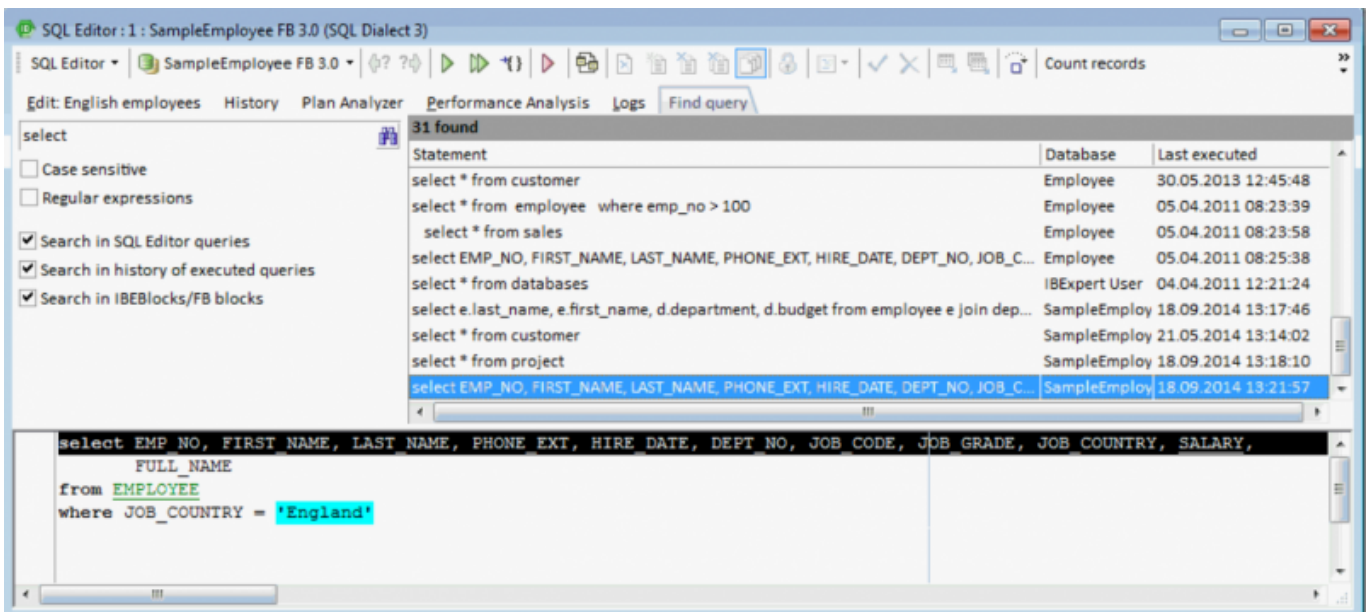 SQL Editor : 1 : SampleEmployee FB 3.0 (SQL Dialect 3)
SQL Editor SampleEmployee FB 3.0 Count records
Edit: English employees History Plan Analyzer Performance Analysis Logs Find query
select
Case sensitive
Regular expressions
Search in SQL Editor queries
Search in history of executed queries
Search in IBEBlocks/FB blocks
31 found
Statement Database Last executed
select * from customer Employee 30.05.2013 12:45:48
select * from employee where emp_no > 100 Employee 05.04.2011 08:23:39
select * from sales Employee 05.04.2011 08:23:58
select EMP_NO, FIRST_NAME, LAST_NAME, PHONE_EXT, HIRE_DATE, DEPT_NO, JOB_C... Employee 05.04.2011 08:25:38
select * from databases IBExpert User 04.04.2011 12:21:24
select e.last_name, e.first_name, d.department, d.budget from employee e join dep... SampleEmploy 18.09.2014 13:17:46
select * from customer SampleEmploy 21.05.2014 13:14:02
select * from project SampleEmploy 18.09.2014 13:18:10
select EMP_NO, FIRST_NAME, LAST_NAME, PHONE_EXT, HIRE_DATE, DEPT_NO, JOB_C... SampleEmploy 18.09.2014 13:21:57
select EMP_NO, FIRST_NAME, LAST_NAME, PHONE_EXT, HIRE_DATE, DEPT_NO, JOB_CODE, JOB_GRADE, JOB_COUNTRY, SALARY,
FULL_NAME
from EMPLOYEE
where JOB_COUNTRY = 'England'